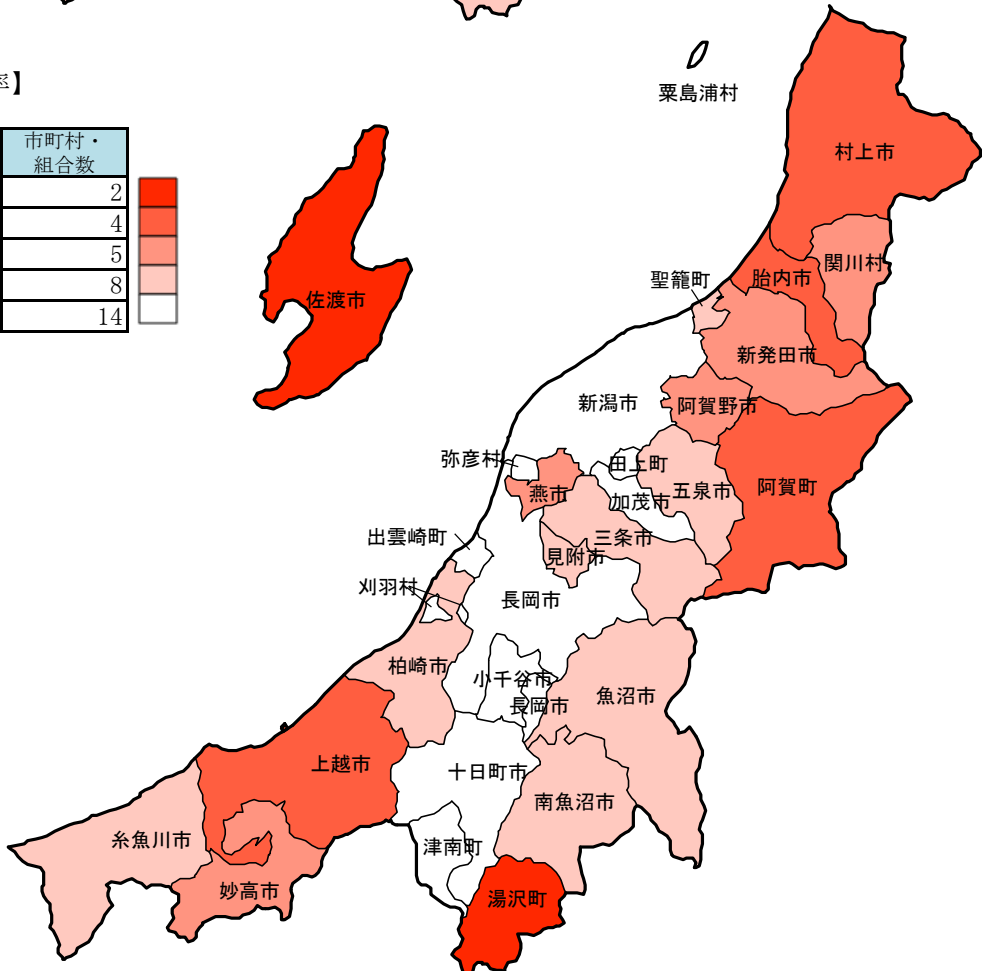 率】
市町村・
組合数
2
4
5
8
14
粟島浦村
村上市
関川村
胎内市
聖籠町
佐渡市
新発田市
新潟市
阿賀野市
弥彦村
田上町
燕市
加茂市
五泉市
阿賀町
出雲崎町
三条市
見附市
刈羽村
長岡市
柏崎市
小千谷市
長岡市
魚沼市
上越市
十日町市
南魚沼市
糸魚川市
津南町
妙高市
湯沢町